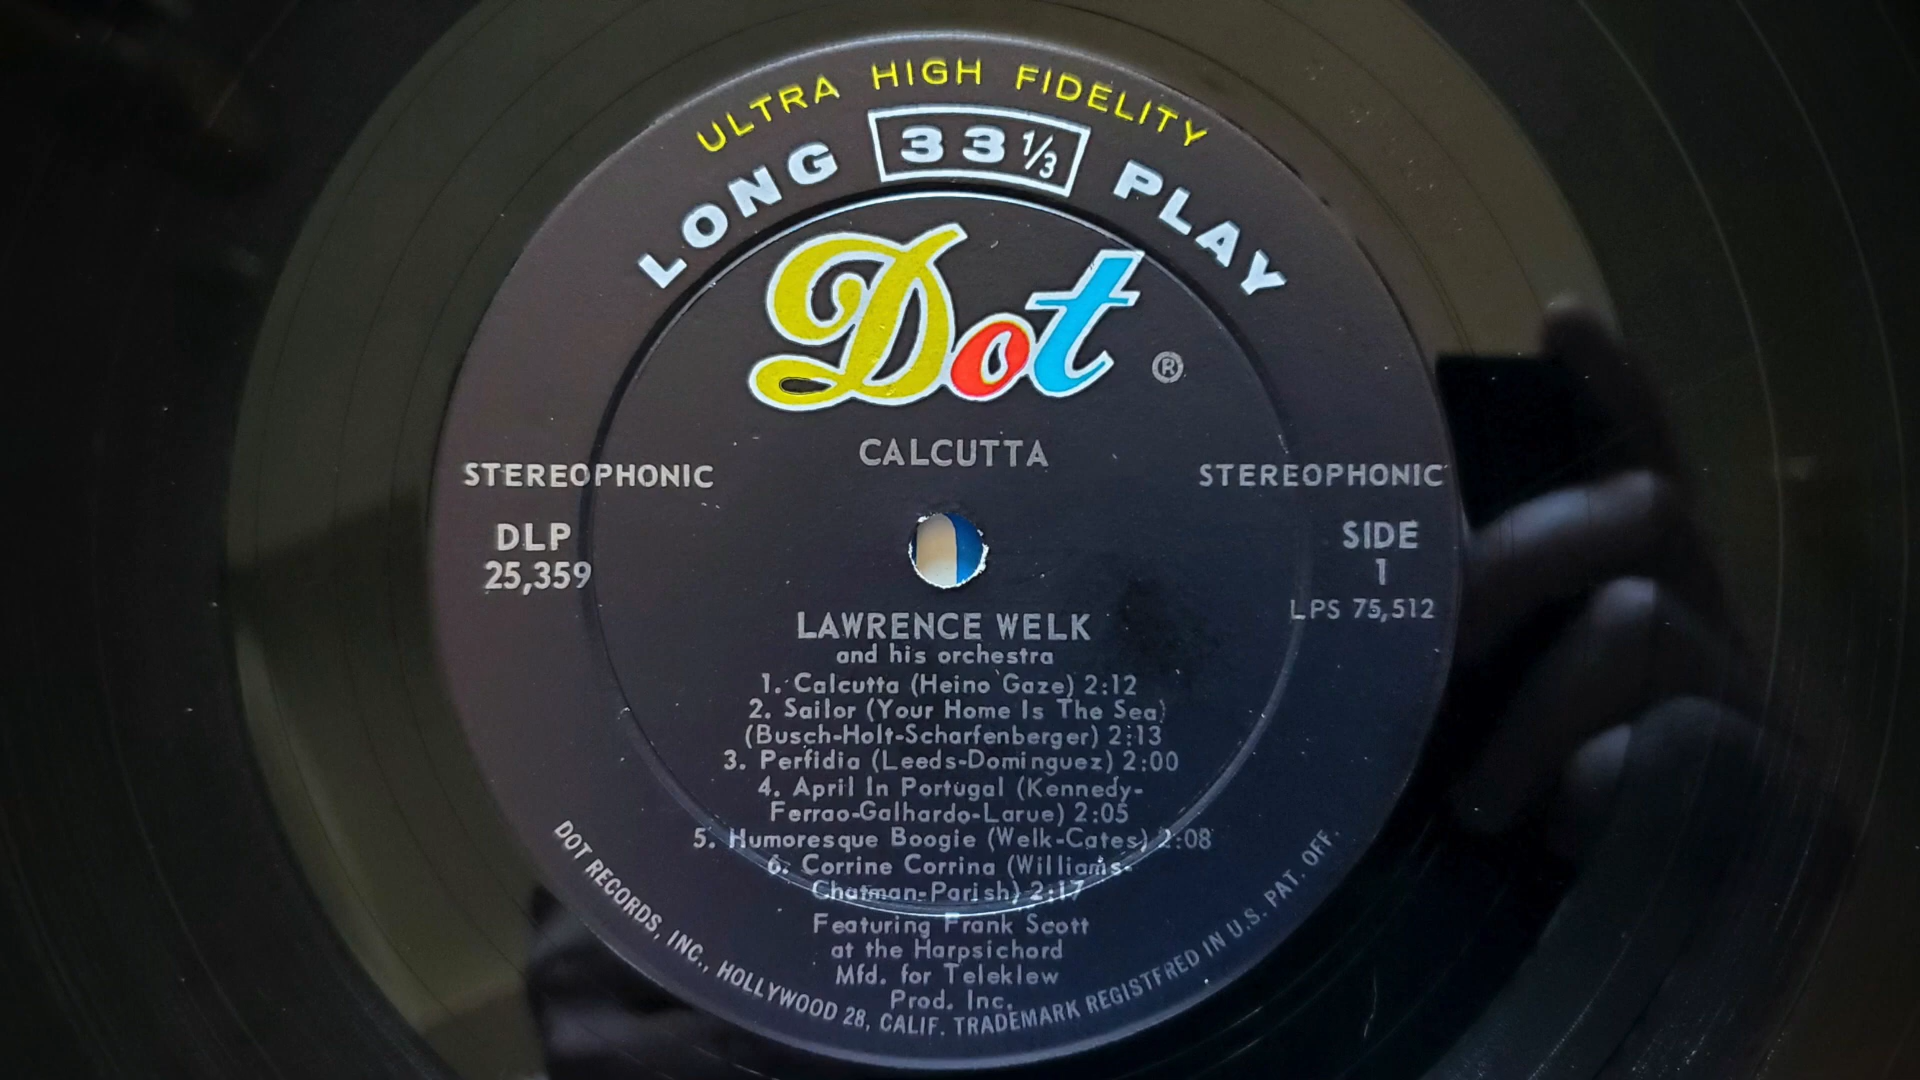 ULTRA HIGH FIDELITY
LONG 33 1/3 PLAY
Dot ®
CALCUTTA
STEREOPHONIC
STEREOPHONIC
DLP
25,359
SIDE
1
LPS 75,512
LAWRENCE WELK
and his orchestra
1. Calcutta (Heino Gaze) 2:12
2. Sailor (Your Home Is The Sea)
(Busch-Holt-Scharfenberger) 2:13
3. Perfidia (Leeds-Dominguez) 2:00
4. April In Portugal (Kennedy-
Ferrao-Galhardo-Larue) 2:05
5. Humoresque Boogie (Welk-Cates) 2:08
6. Corrine Corrina (Williams-
Chatman-Parish) 2:17
Featuring Frank Scott
at the Harpsichord
Mfd. for Teleklew
Prod. Inc.
DOT RECORDS, INC., HOLLYWOOD 28, CALIF. TRADEMARK REGISTERED IN U.S. PAT. OFF.